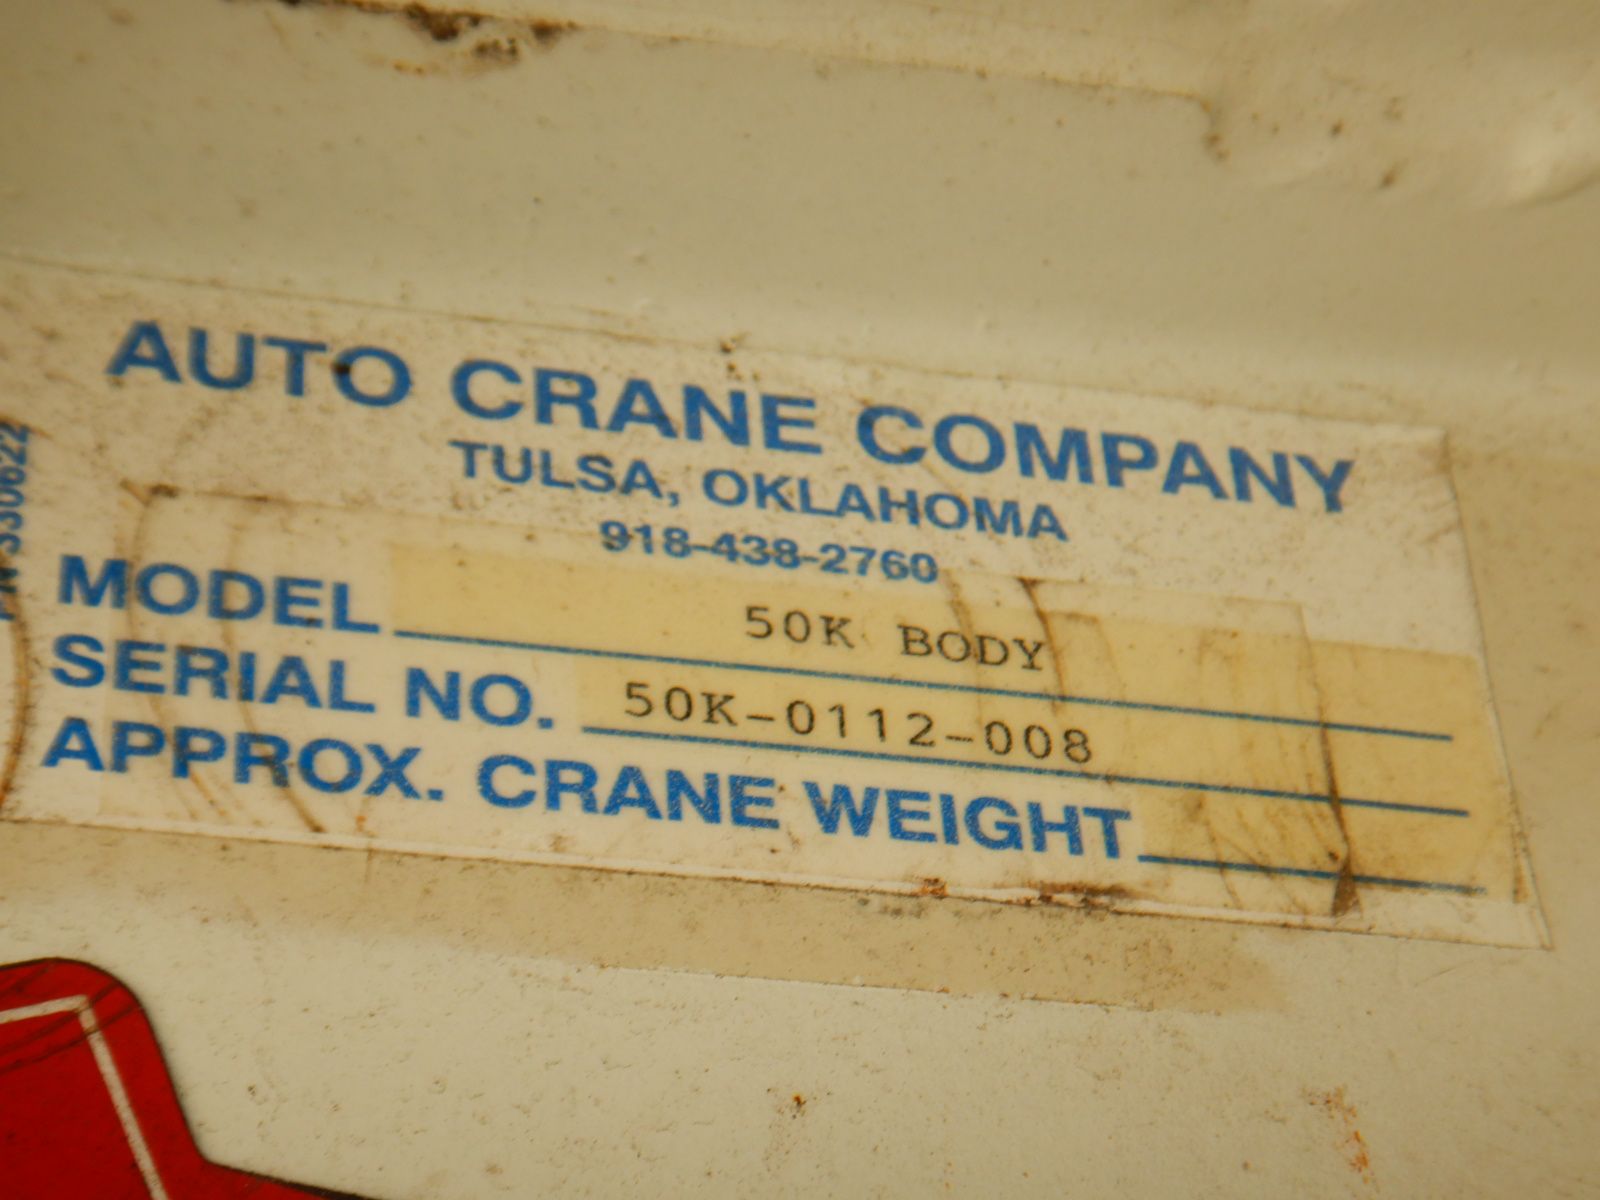 AUTO CRANE COMPANY
TULSA, OKLAHOMA
918-438-2760
MODEL 50K BODY
SERIAL NO. 50K-0112-008
APPROX. CRANE WEIGHT
330622